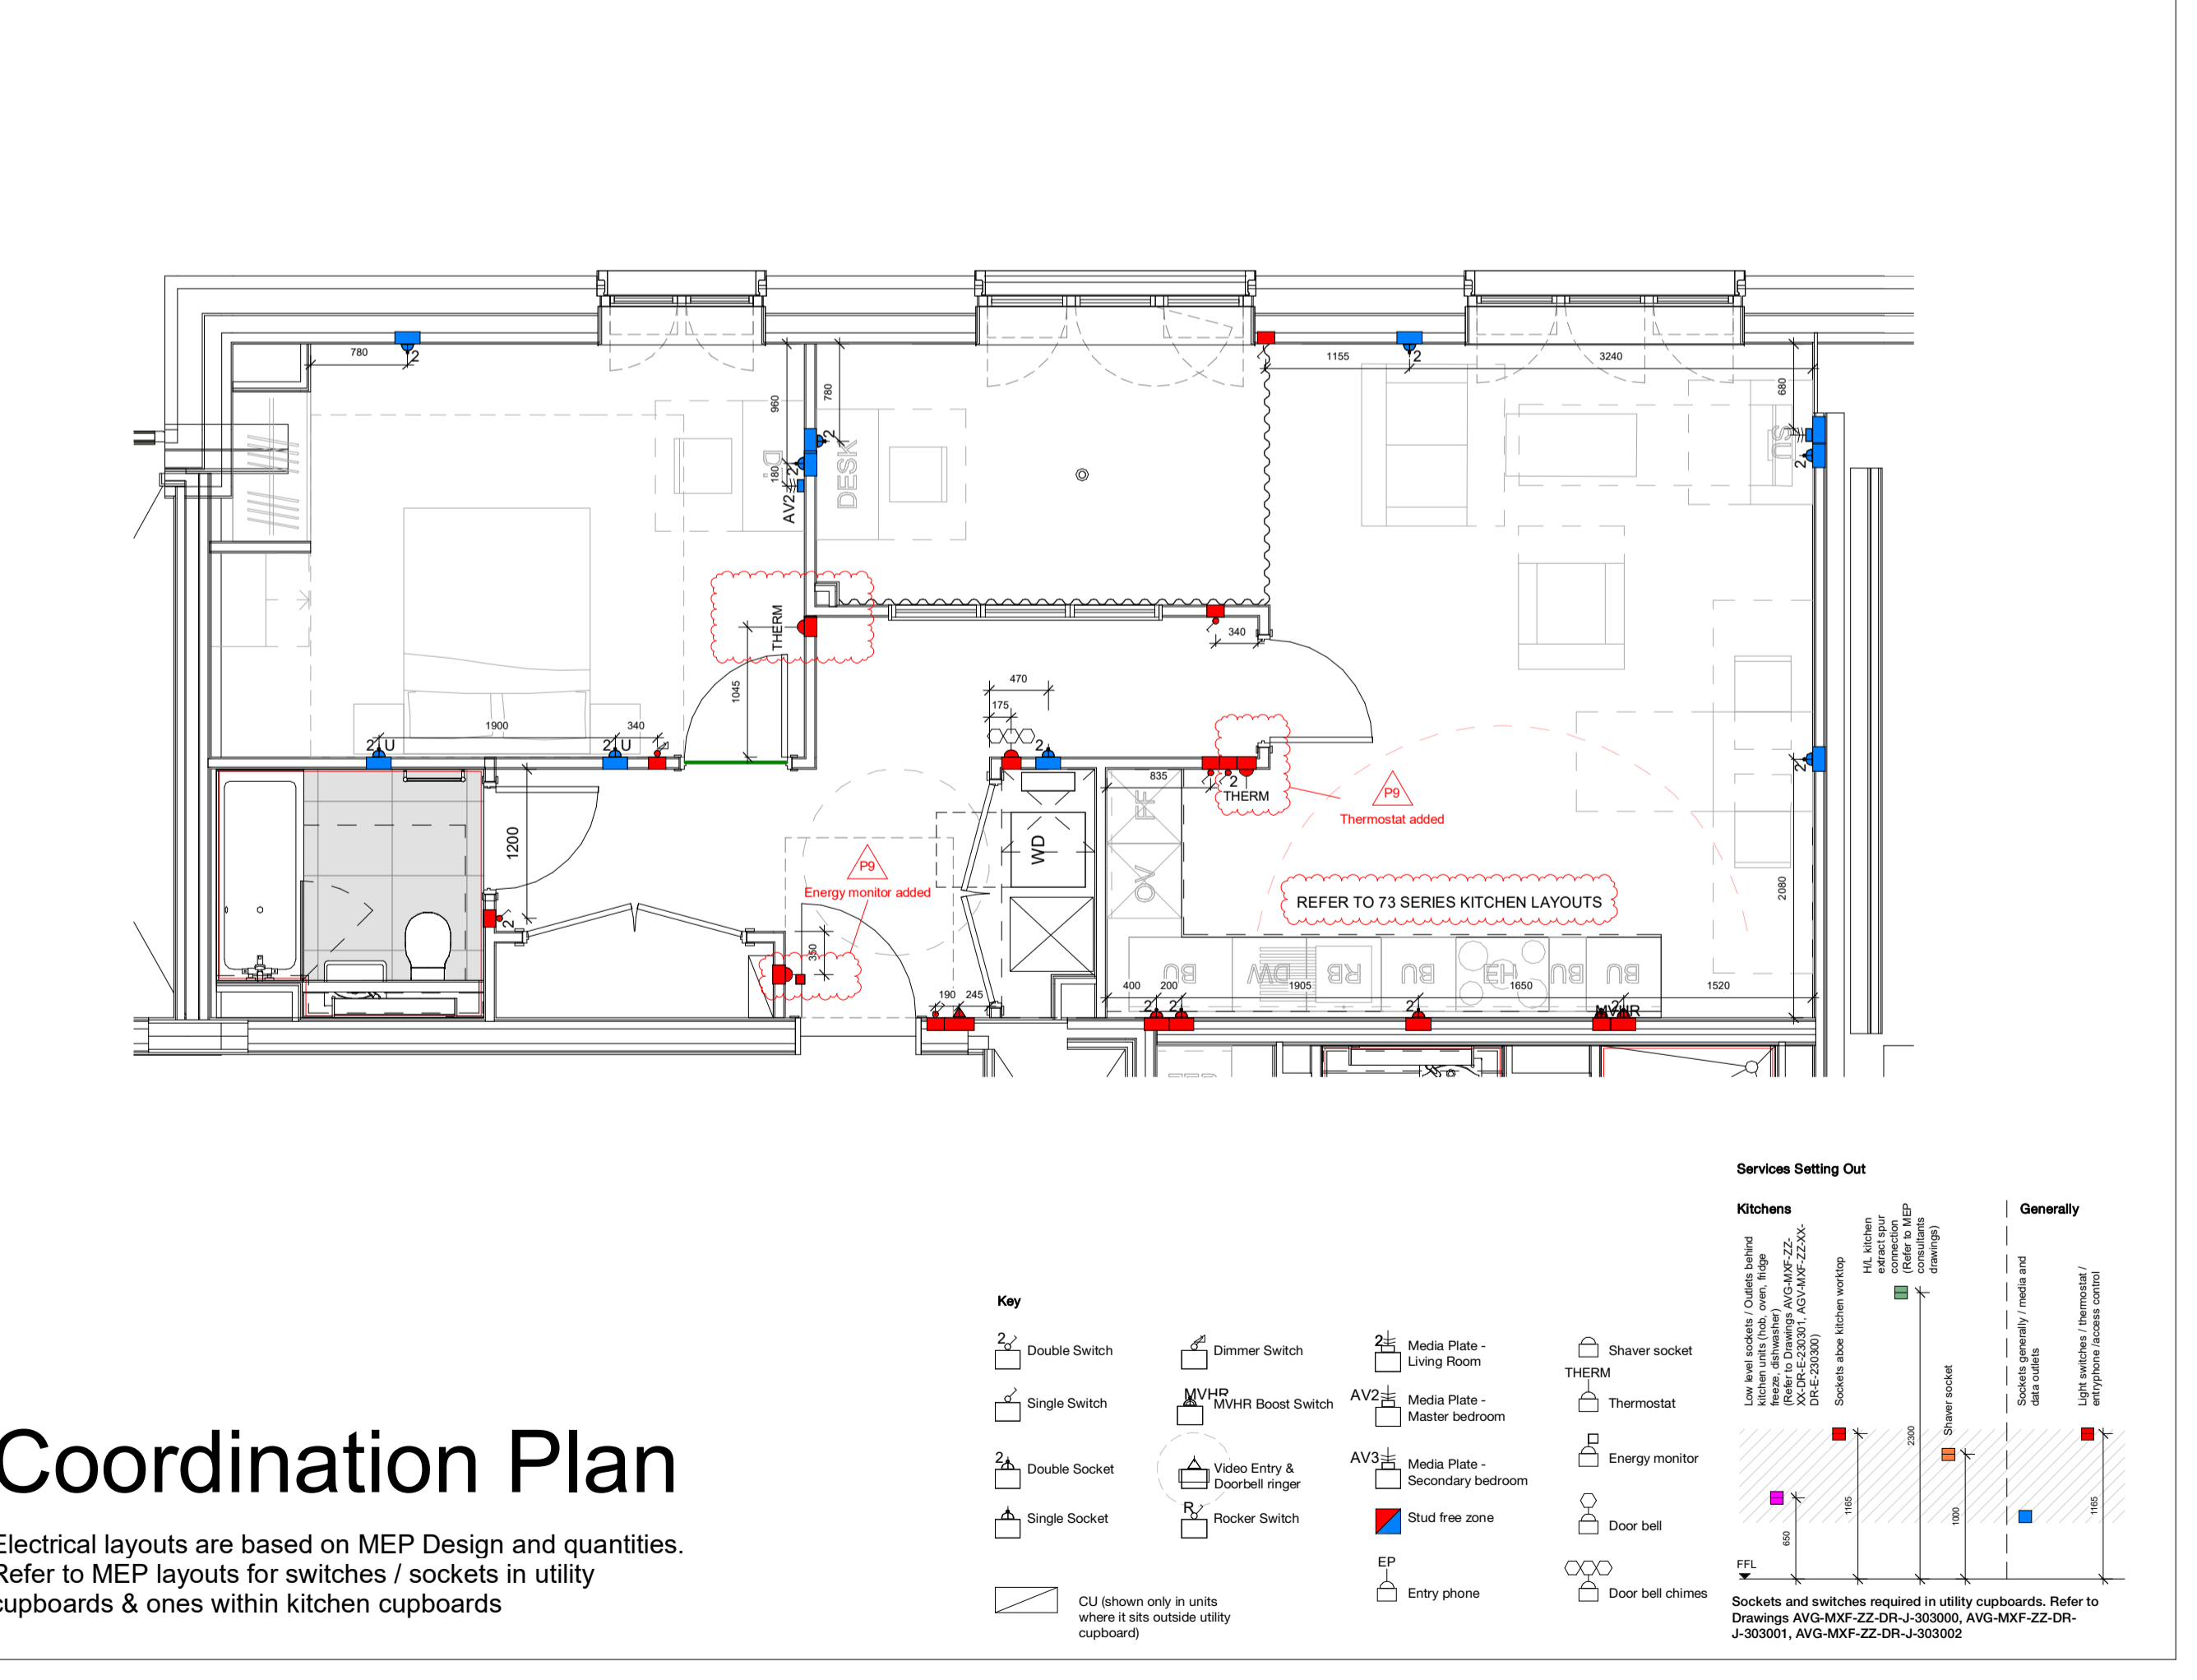 780
2
1155
2
3240
680
960
780
2
2
180
AV2
DESK
SU
2
THERM
1045
340
470
175
2
1900
340
2 U
2 U
2
835
2
THERM
P9
Thermostat added
FF
OV
WD
1200
2
P9
Energy monitor added
350
190
245
REFER TO 73 SERIES KITCHEN LAYOUTS
2080
BU
DW
RB
BU
HB
BU
BU
400
200
1905
1650
1520
2
2
2
2
MVHR
Coordination Plan
Electrical layouts are based on MEP Design and quantities.
Refer to MEP layouts for switches / sockets in utility
cupboards & ones within kitchen cupboards
Key
2
Double Switch
Single Switch
2
Double Socket
Single Socket
CU (shown only in units
where it sits outside utility
cupboard)
Dimmer Switch
MVHR
MVHR Boost Switch
Video Entry &
Doorbell ringer
R
Rocker Switch
2
Media Plate -
Living Room
AV2
Media Plate -
Master bedroom
AV3
Media Plate -
Secondary bedroom
Stud free zone
EP
Entry phone
Shaver socket
THERM
Thermostat
Energy monitor
Door bell
Door bell chimes
Services Setting Out
Kitchens
Generally
Low level sockets / Outlets behind
kitchen units (hob, oven, fridge
freeze, dishwasher)
(Refer to Drawings AVG-MXF-ZZ-
XX-DR-E-230301, AGV-MXF-ZZ-XX-
DR-E-230300)
Sockets aboe kitchen worktop
H/L kitchen
extract spur
connection
(Refer to MEP
consultants
drawings)
Shaver socket
Sockets generally / media and
data outlets
Light switches / thermostat /
entryphone /access control
650
1165
2300
1000
1165
FFL
Sockets and switches required in utility cupboards. Refer to
Drawings AVG-MXF-ZZ-DR-J-303000, AVG-MXF-ZZ-DR-
J-303001, AVG-MXF-ZZ-DR-J-303002